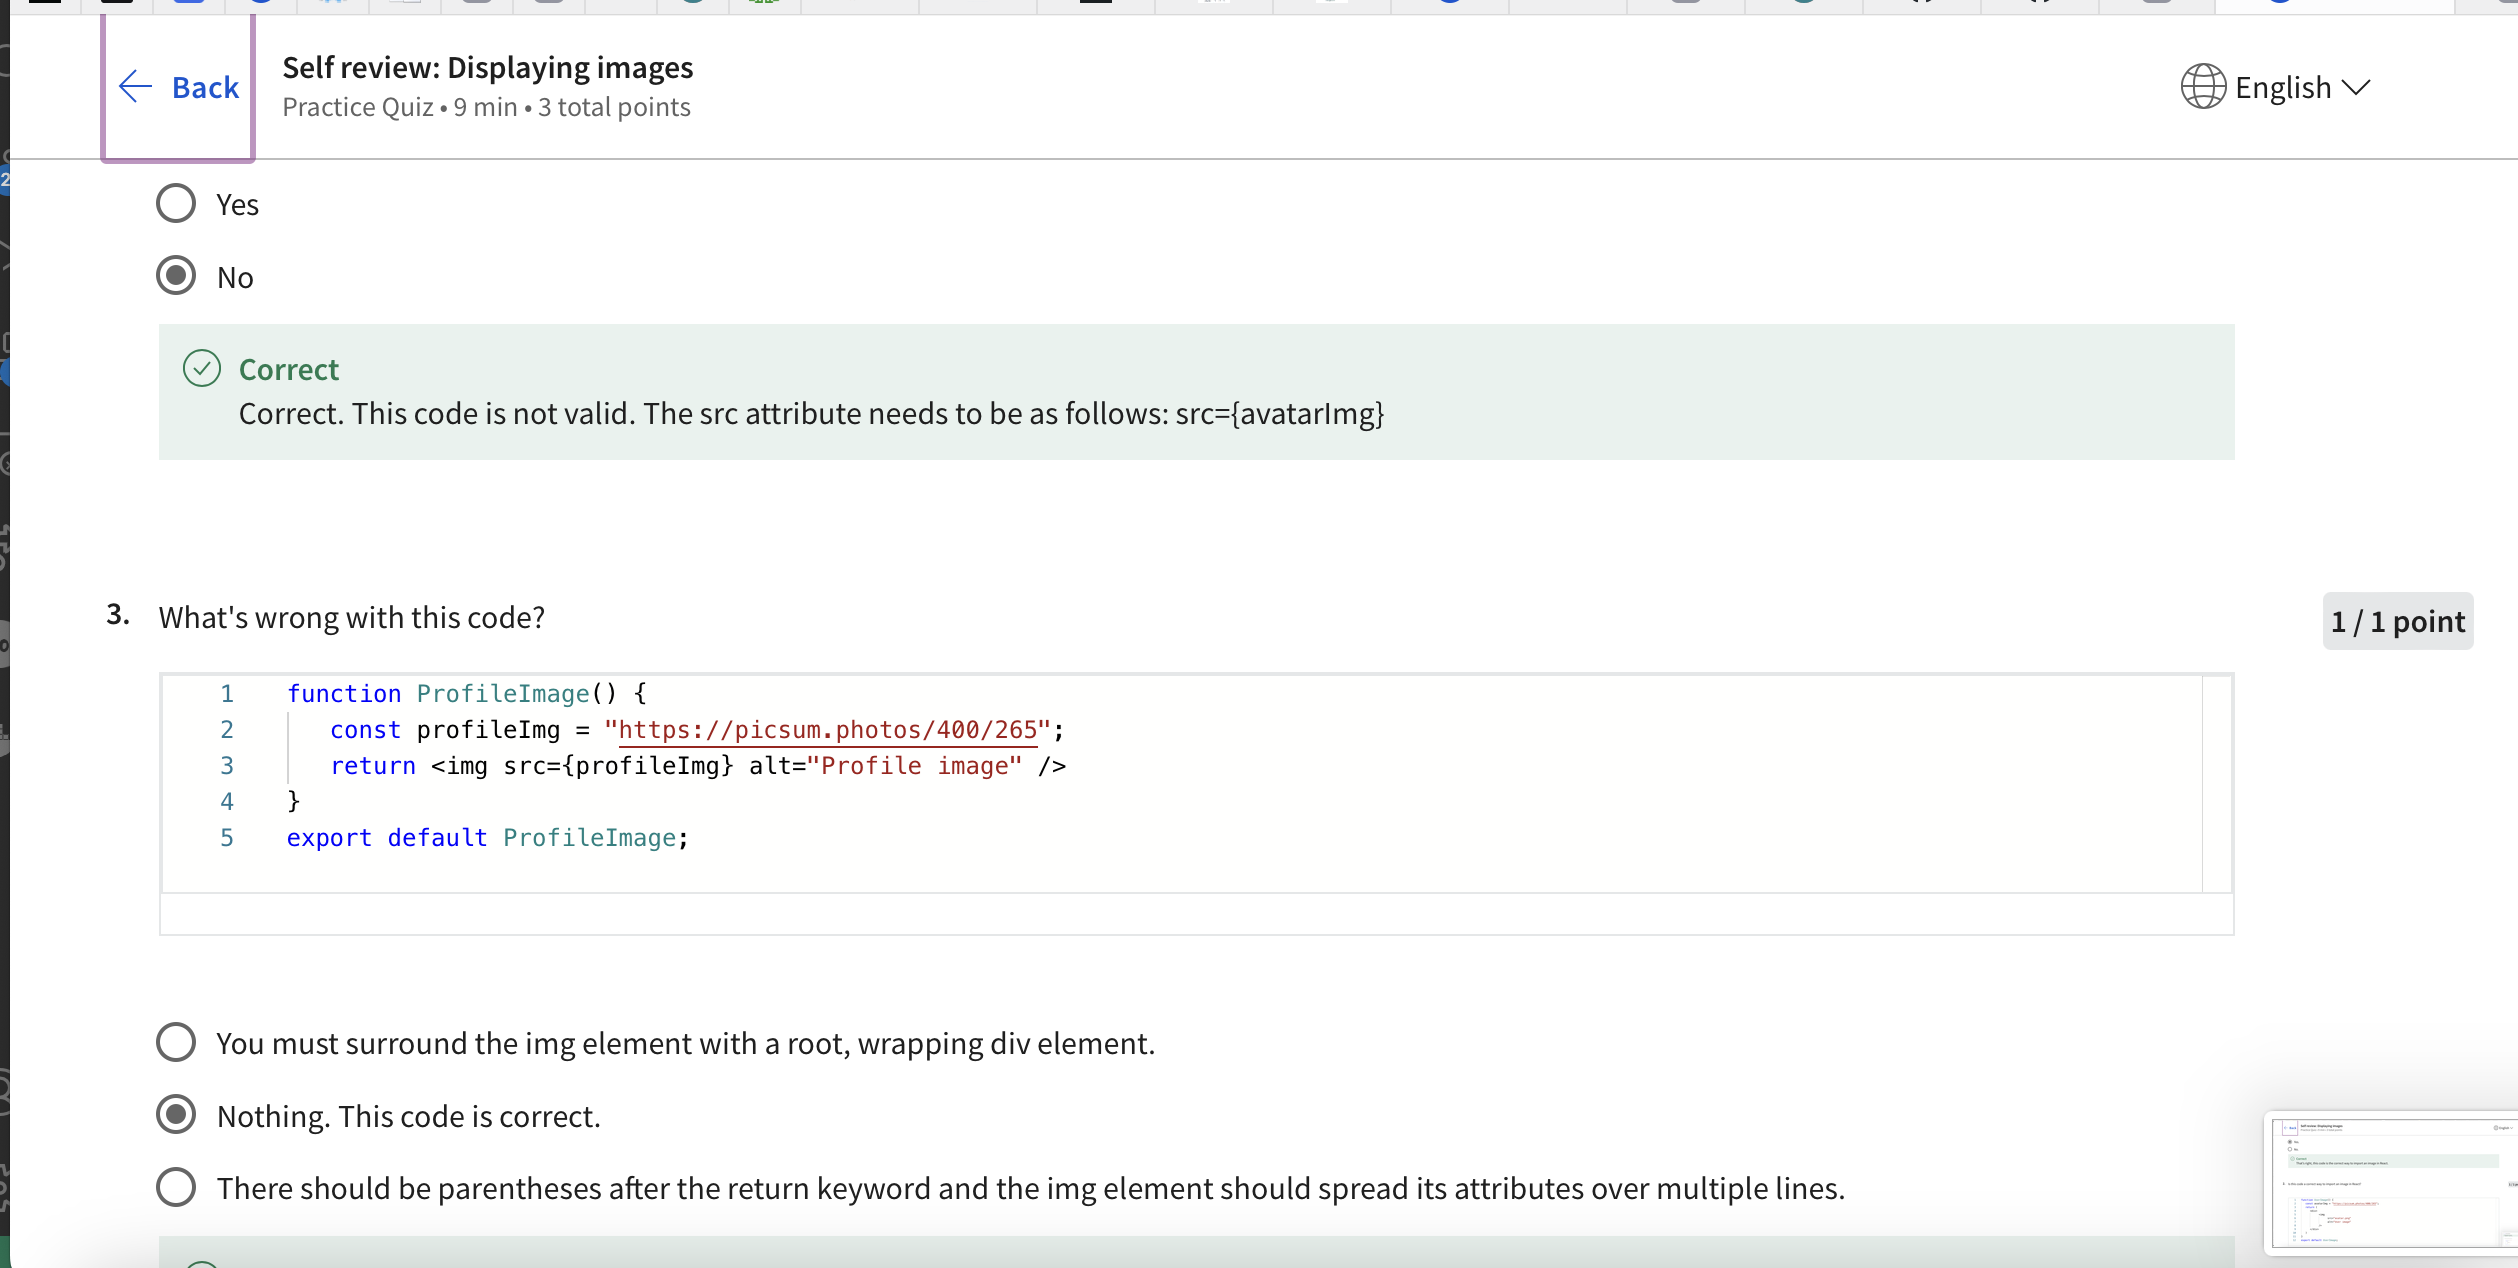 Back
Self review: Displaying images
Practice Quiz • 9 min • 3 total points
English
Yes
No
Correct
Correct. This code is not valid. The src attribute needs to be as follows: src={avatarImg}
3. What's wrong with this code?
1 / 1 point
1 function ProfileImage() {
2 const profileImg = "https://picsum.photos/400/265";
3 return <img src={profileImg} alt="Profile image" />
4 }
5 export default ProfileImage;
You must surround the img element with a root, wrapping div element.
Nothing. This code is correct.
There should be parentheses after the return keyword and the img element should spread its attributes over multiple lines.